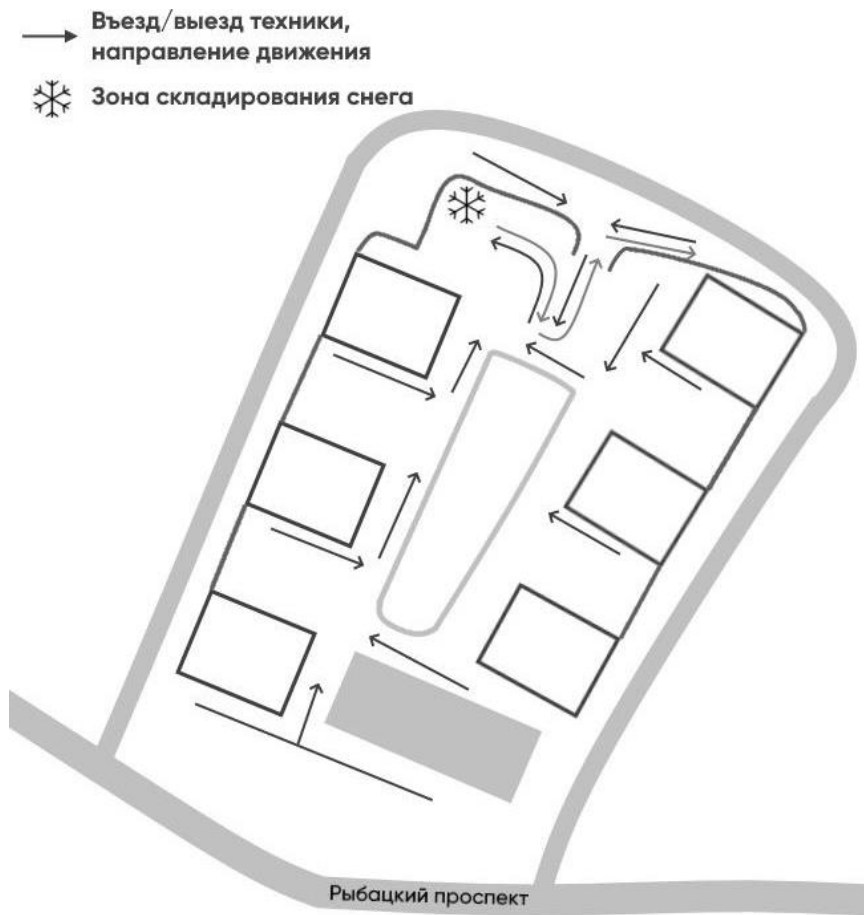 Въезд/выезд техники,
направление движения
Зона складирования снега
Рыбацкий проспект